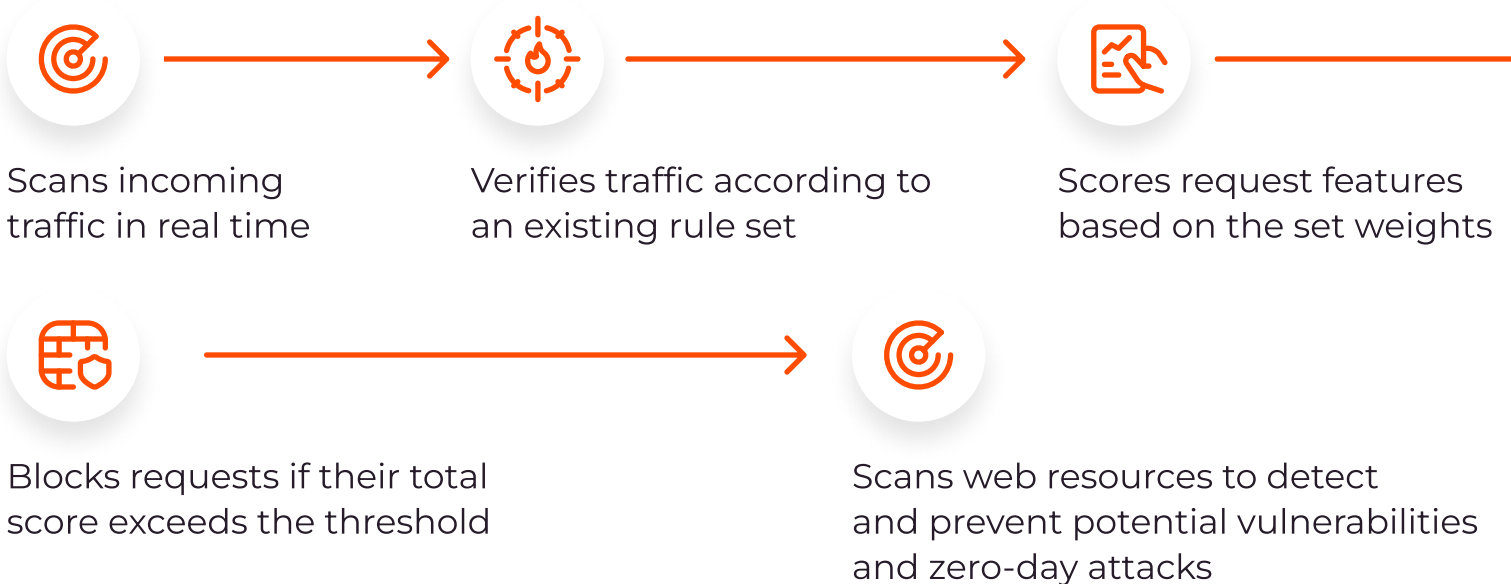 Scans incoming
traffic in real time
Verifies traffic according to
an existing rule set
Scores request features
based on the set weights
Blocks requests if their total
score exceeds the threshold
Scans web resources to detect
and prevent potential vulnerabilities
and zero-day attacks